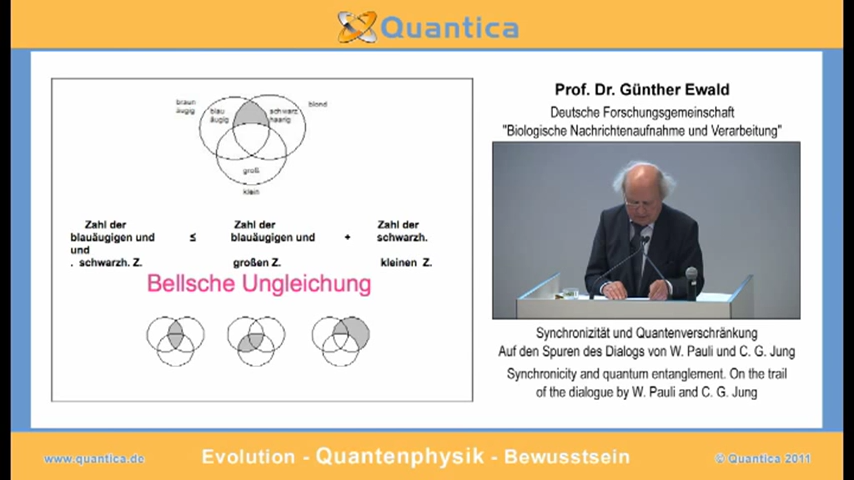 Quantica
braun
äugig
blau
äugig
schwarz
haarig
blond
groß
klein
Zahl der
blauäugigen und
und
. schwarzh. Z.
≤
Zahl der
blauäugigen und
großen Z.
+
Zahl der
schwarzh.
kleinen Z.
Bellsche Ungleichung
Prof. Dr. Günther Ewald
Deutsche Forschungsgemeinschaft
"Biologische Nachrichtenaufnahme und Verarbeitung"
Synchronizität und Quantenverschränkung
Auf den Spuren des Dialogs von W. Pauli und C. G. Jung
Synchronicity and quantum entanglement. On the trail
of the dialogue by W. Pauli and C. G. Jung
www.quantica.de
Evolution - Quantenphysik - Bewusstsein
© Quantica 2011